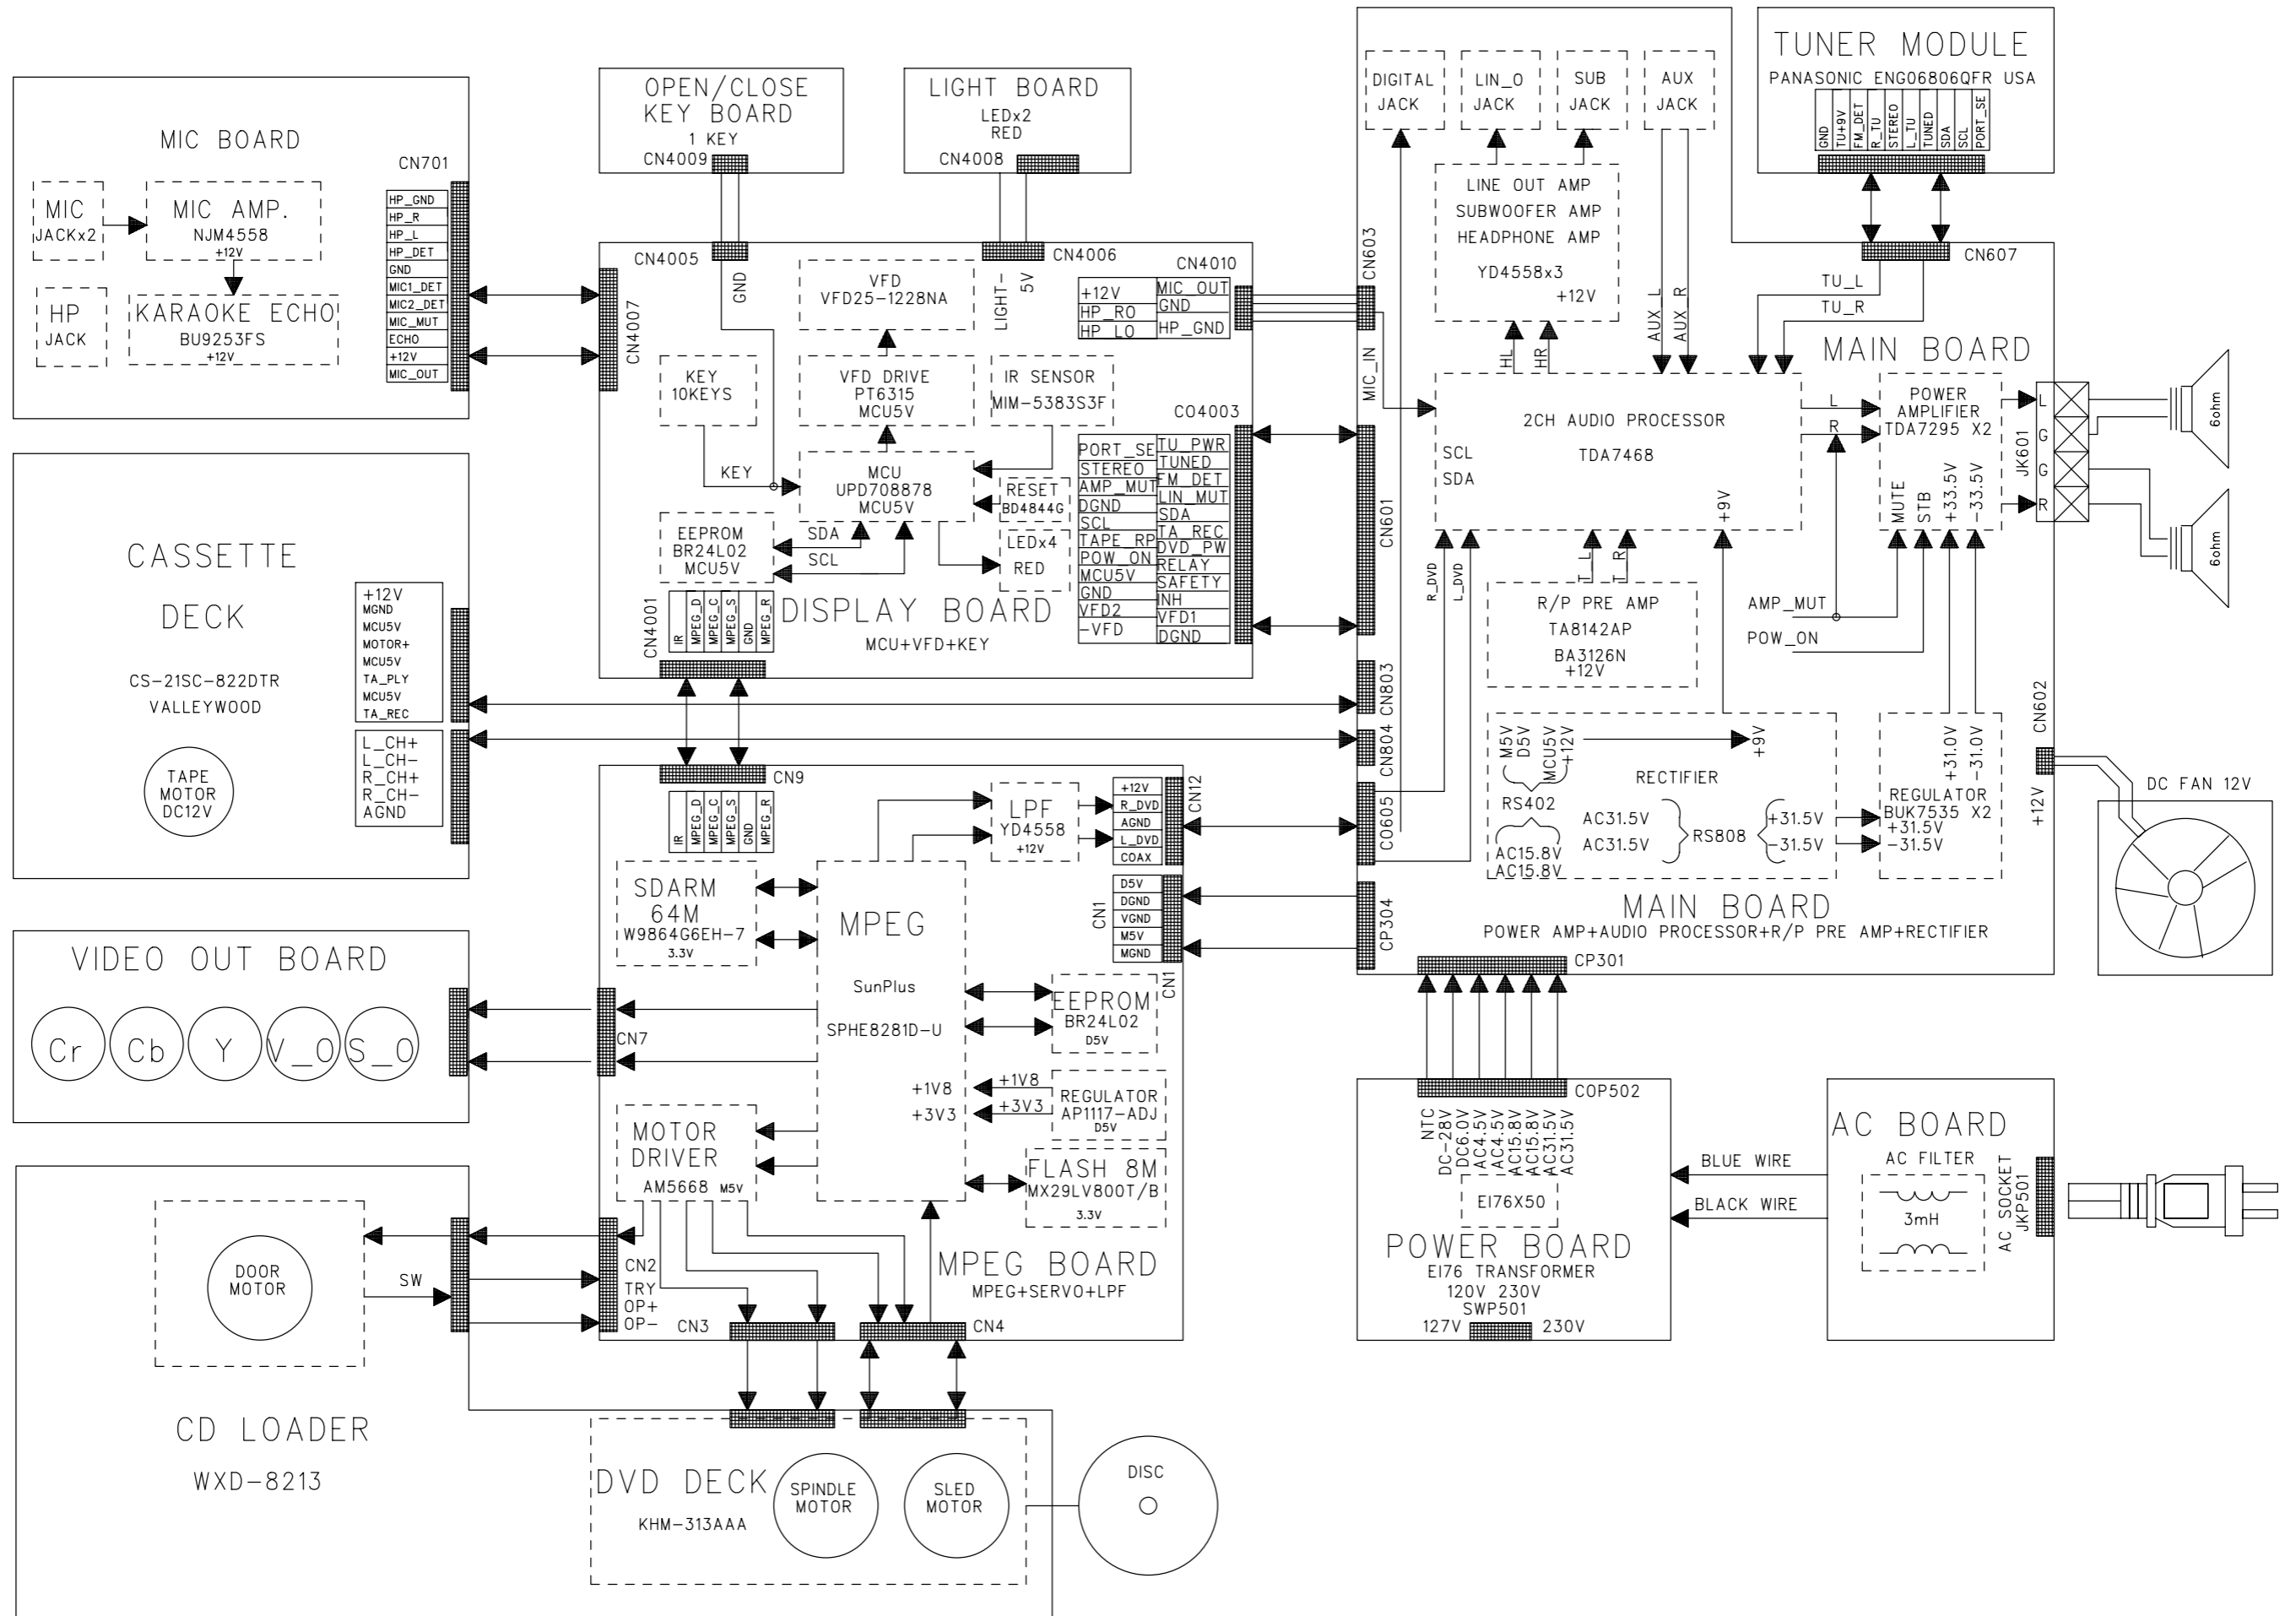 MIC BOARD
CN701
MIC
JACKx2
MIC AMP.
NJM4558
+12V
HP
JACK
KARAOKE ECHO
BU9253FS
+12V
HP_GND
HP_R
HP_L
HP_DET
GND
MIC1_DET
MIC2_DET
MIC_MUT
ECHO
+12V
MIC_OUT
OPEN/CLOSE
KEY BOARD
1 KEY
CN4009
LIGHT BOARD
LEDx2
RED
CN4008
CN4005
GND
CN4007
VFD
VFD25-1228NA
LIGHT-
5V
CN4006
CN4010
+12V
HP_RO
HP_LO
MIC_OUT
GND
HP_GND
KEY
10KEYS
VFD DRIVE
PT6315
MCU5V
IR SENSOR
MIM-5383S3F
KEY
MCU
UPD708878
MCU5V
RESET
BD4844G
EEPROM
BR24L02
MCU5V
SDA
SCL
LEDx4
RED
CO4003
PORT_SE
STEREO
AMP_MUT
DGND
SCL
TAPE_RP
POW_ON
MCU5V
GND
VFD2
-VFD
TU_PWR
TUNED
FM_DET
LIN_MUT
SDA
TA_REC
DVD_PW
RELAY
SAFETY
INH
VFD1
DGND
CN4001
IR
MPEG_D
MPEG_C
MPEG_S
GND
MPEG_R
DISPLAY BOARD
MCU+VFD+KEY
CASSETTE
DECK
CS-21SC-822DTR
VALLEYWOOD
TAPE
MOTOR
DC12V
+12V
MGND
MCU5V
MOTOR+
MCU5V
TA_PLY
MCU5V
TA_REC
L_CH+
L_CH-
R_CH+
R_CH-
AGND
VIDEO OUT BOARD
Cr
Cb
Y
V_O
S_O
CN9
IR
MPEG_D
MPEG_C
MPEG_S
GND
MPEG_R
LPF
YD4558
+12V
+12V
R_DVD
AGND
L_DVD
COAX
CN12
SDARM
64M
W9864G6EH-7
3.3V
MPEG
SunPlus
SPHE8281D-U
+1V8
+3V3
D5V
DGND
VGND
M5V
MGND
CN1
CN1
EEPROM
BR24L02
D5V
+1V8
+3V3
REGULATOR
AP1117-ADJ
D5V
FLASH 8M
MX29LV800T/B
3.3V
CN7
MOTOR
DRIVER
AM5668 M5V
MPEG BOARD
MPEG+SERVO+LPF
CN2
TRY
OP+
OP-
CN3
CN4
DOOR
MOTOR
SW
CD LOADER
WXD-8213
DVD DECK
KHM-313AAA
SPINDLE
MOTOR
SLED
MOTOR
DISC
DIGITAL
JACK
LIN_O
JACK
SUB
JACK
AUX
JACK
TUNER MODULE
PANASONIC ENG06806QFR USA
GND
TU+9V
FM_DET
R_TU
STEREO
L_TU
TUNED
SDA
SCL
PORT_SE
LINE OUT AMP
SUBWOOFER AMP
HEADPHONE AMP
YD4558x3
+12V
CN603
CN607
TU_L
TU_R
AUX_L
AUX_R
HL
HR
MIC_IN
MAIN BOARD
2CH AUDIO PROCESSOR
TDA7468
SCL
SDA
+9V
L
R
POWER
AMPLIFIER
TDA7295 X2
MUTE
STB
+33.5V
-33.5V
JK601
L
G
G
R
6ohm
6ohm
CN601
R_DVD
L_DVD
T_L
T_R
R/P PRE AMP
TA8142AP
BA3126N
+12V
AMP_MUT
POW_ON
CN803
CN804
CO605
CP304
M5V
D5V
MCU5V
+12V
+9V
RECTIFIER
RS402
AC15.8V
AC15.8V
AC31.5V
AC31.5V
RS808
+31.5V
-31.5V
+31.0V
-31.0V
REGULATOR
BUK7535 X2
+31.5V
-31.5V
CN602
+12V
DC FAN 12V
MAIN BOARD
POWER AMP+AUDIO PROCESSOR+R/P PRE AMP+RECTIFIER
CP301
COP502
NTC
DC-28V
DC6.0V
AC4.5V
AC4.5V
AC15.8V
AC15.8V
AC31.5V
AC31.5V
EI76X50
POWER BOARD
EI76 TRANSFORMER
120V 230V
SWP501
127V
230V
BLUE WIRE
BLACK WIRE
AC BOARD
AC FILTER
3mH
AC SOCKET
JKP501